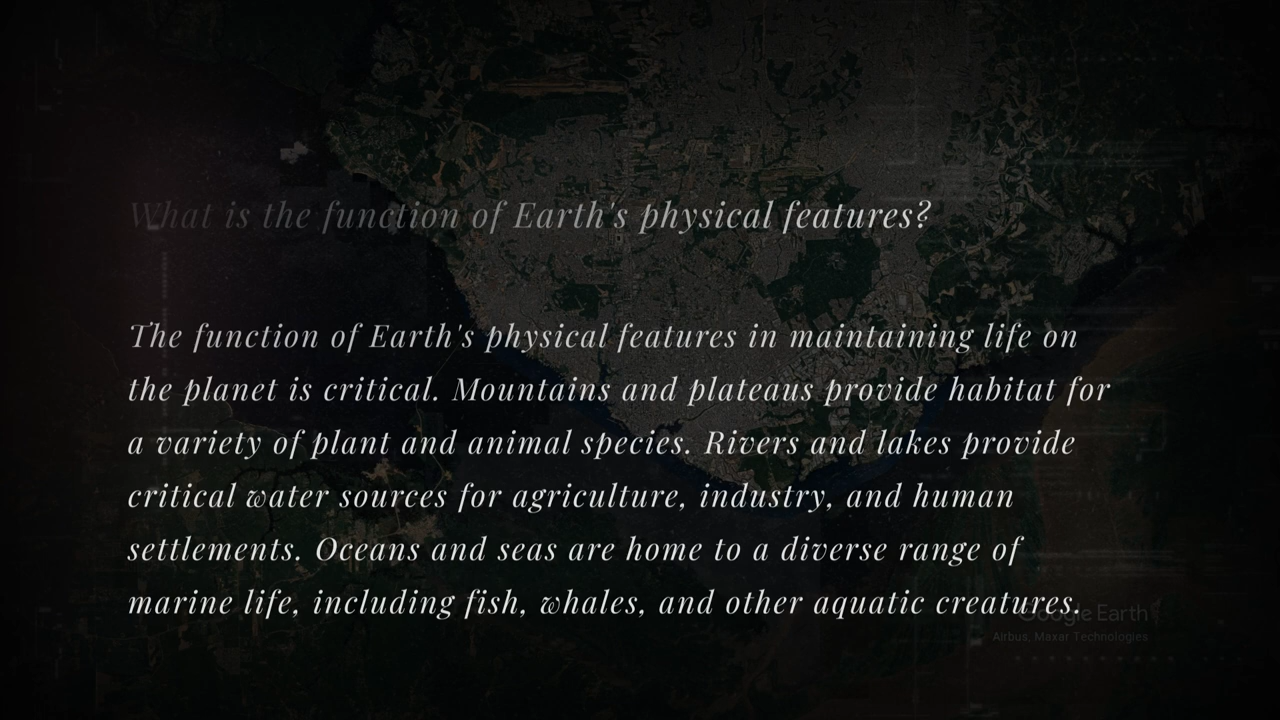 What is the function of Earth's physical features?
The function of Earth's physical features in maintaining life on
the planet is critical. Mountains and plateaus provide habitat for
a variety of plant and animal species. Rivers and lakes provide
critical water sources for agriculture, industry, and human
settlements. Oceans and seas are home to a diverse range of
marine life, including fish, whales, and other aquatic creatures.
Google Earth
Airbus, Maxar Technologies